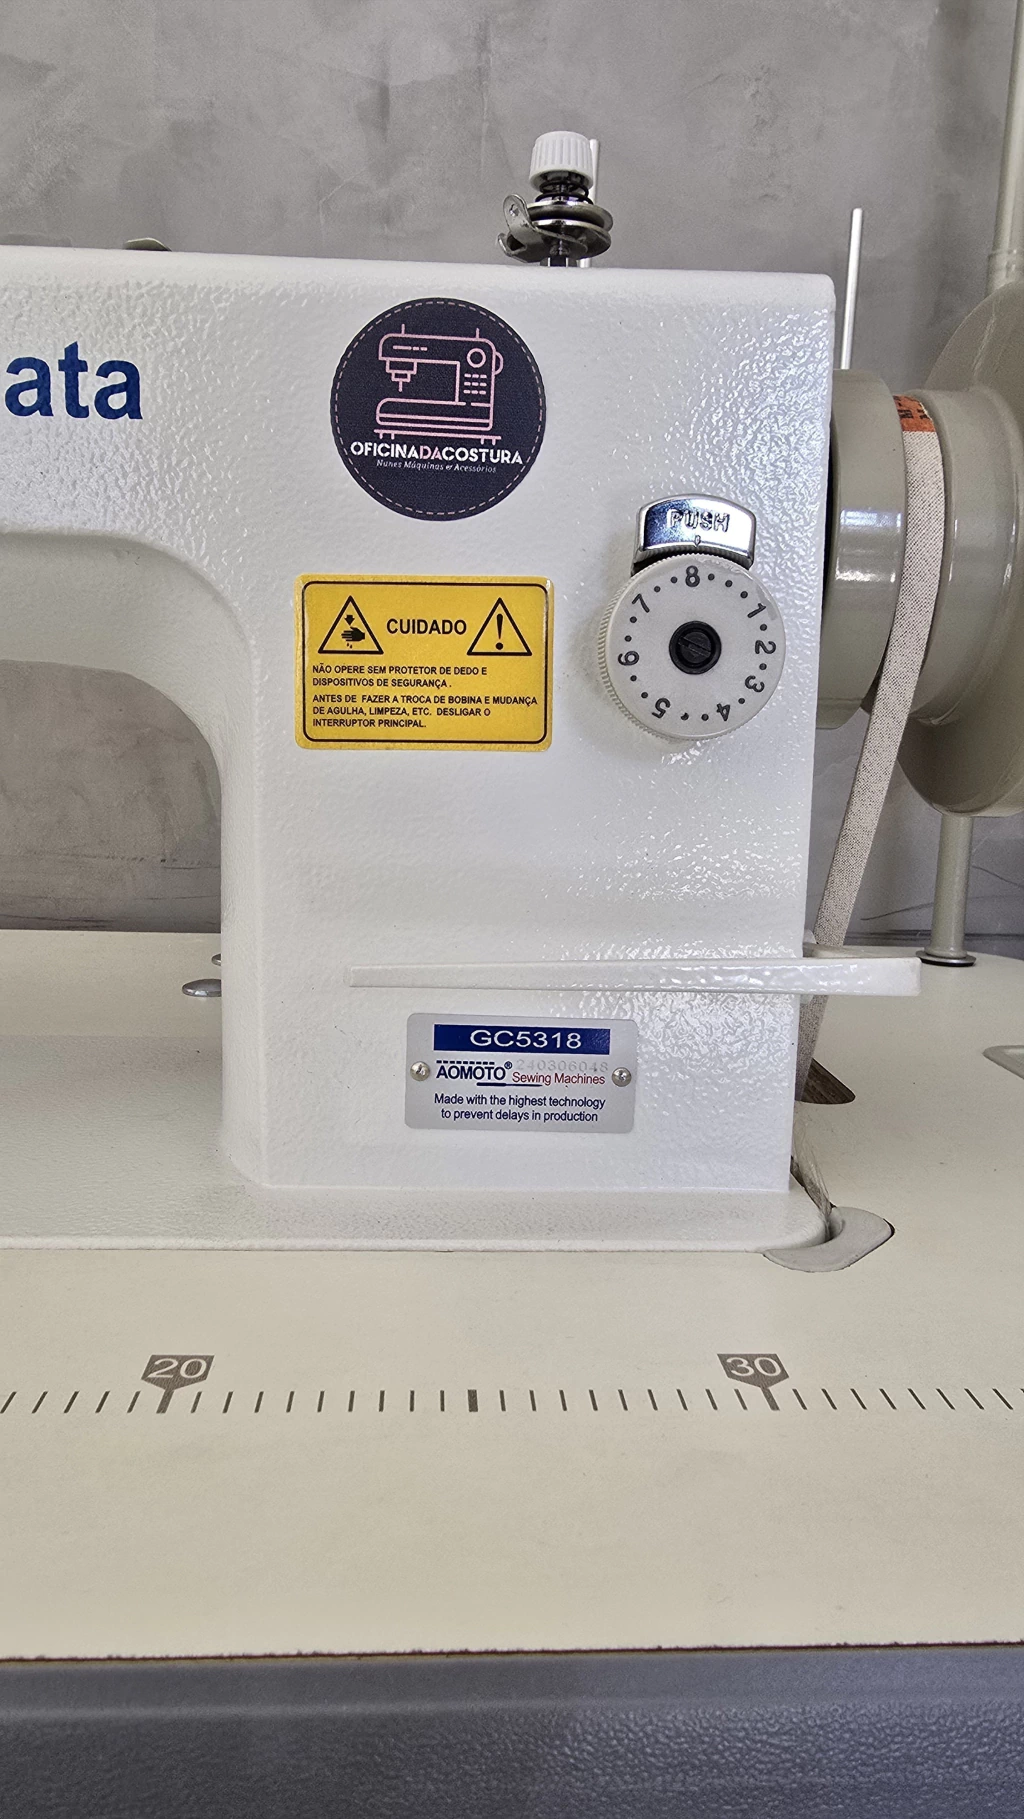 ata
OFICINADACOSTURA
Nunes Máquinas & Acessórios
PUSH
8
7
1
6
2
5
4
3
CUIDADO
NÃO OPERE SEM PROTETOR DE DEDO E
DISPOSITIVOS DE SEGURANÇA .
ANTES DE FAZER A TROCA DE BOBINA E MUDANÇA
DE AGULHA, LIMPEZA, ETC. DESLIGAR O
INTERRUPTOR PRINCIPAL.
GC5318
240306048
AOMOTO® Sewing Machines
Made with the highest technology
to prevent delays in production
20 30